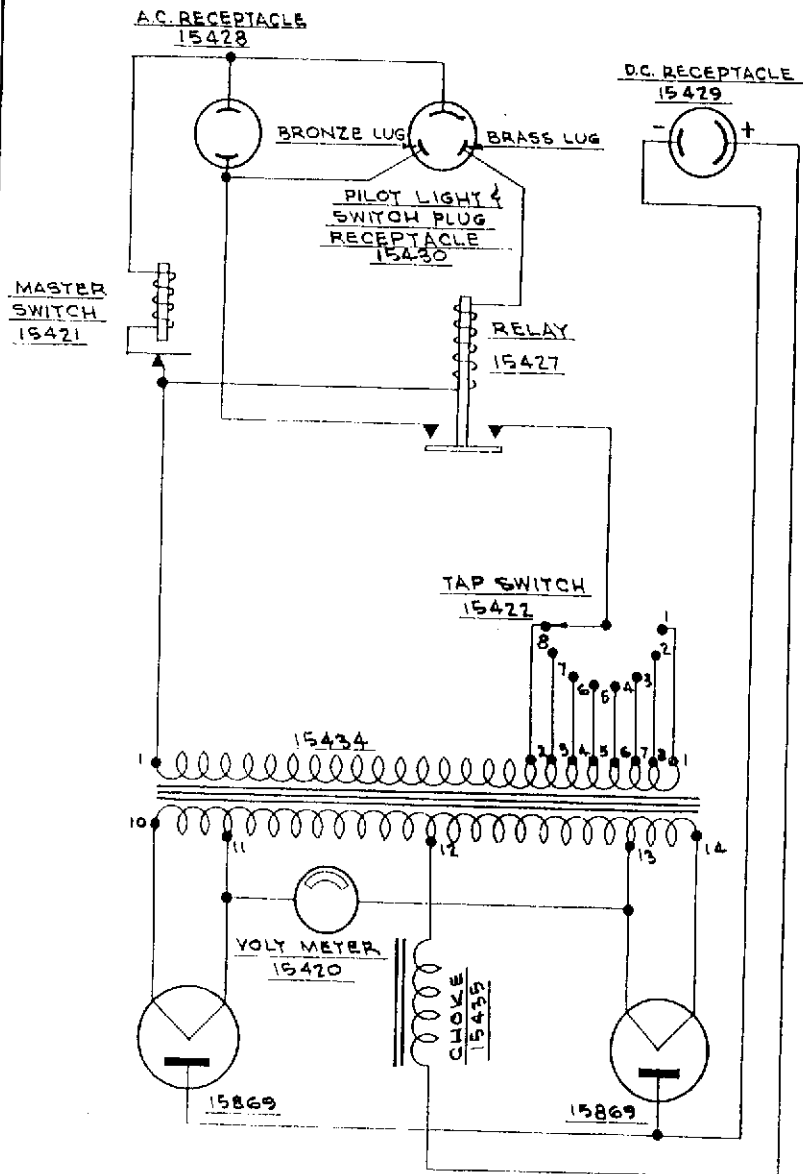 A.C. RECEPTACLE
15428
D.C. RECEPTACLE
15429
- +
BRONZE LUG
BRASS LUG
PILOT LIGHT &
SWITCH PLUG
RECEPTACLE
15430
MASTER
SWITCH
15421
RELAY
15427
TAP SWITCH
15422
8 7 6 5 4 3 2 1
15434
1 2 3 4 5 6 7 8 1
10 11 12 13 14
VOLT METER
15420
CHOKE
15435
15869
15869